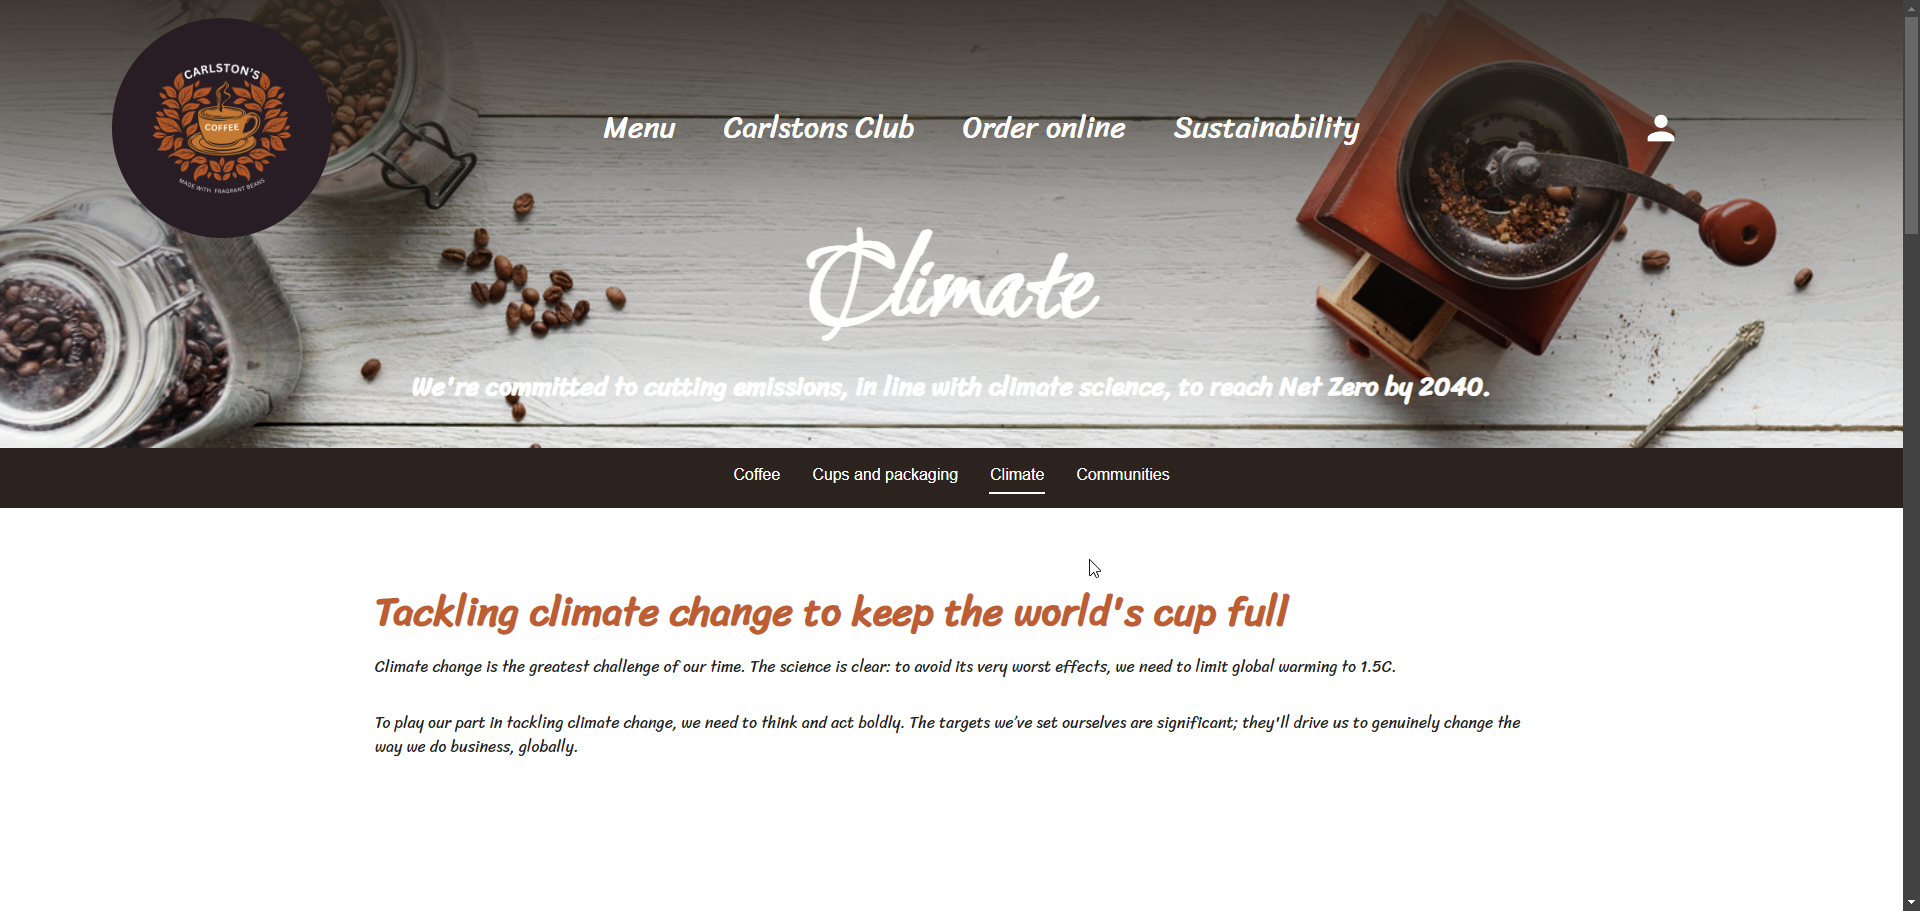 CARLSTON'S
COFFEE
MADE WITH FRAGRANT BEANS
Menu Carlstons Club Order online Sustainability
Climate
We're committed to cutting emissions, in line with climate science, to reach Net Zero by 2040.
Coffee Cups and packaging Climate Communities
Tackling climate change to keep the world's cup full
Climate change is the greatest challenge of our time. The science is clear: to avoid its very worst effects, we need to limit global warming to 1.5C.
To play our part in tackling climate change, we need to think and act boldly. The targets we've set ourselves are significant; they'll drive us to genuinely change the
way we do business, globally.